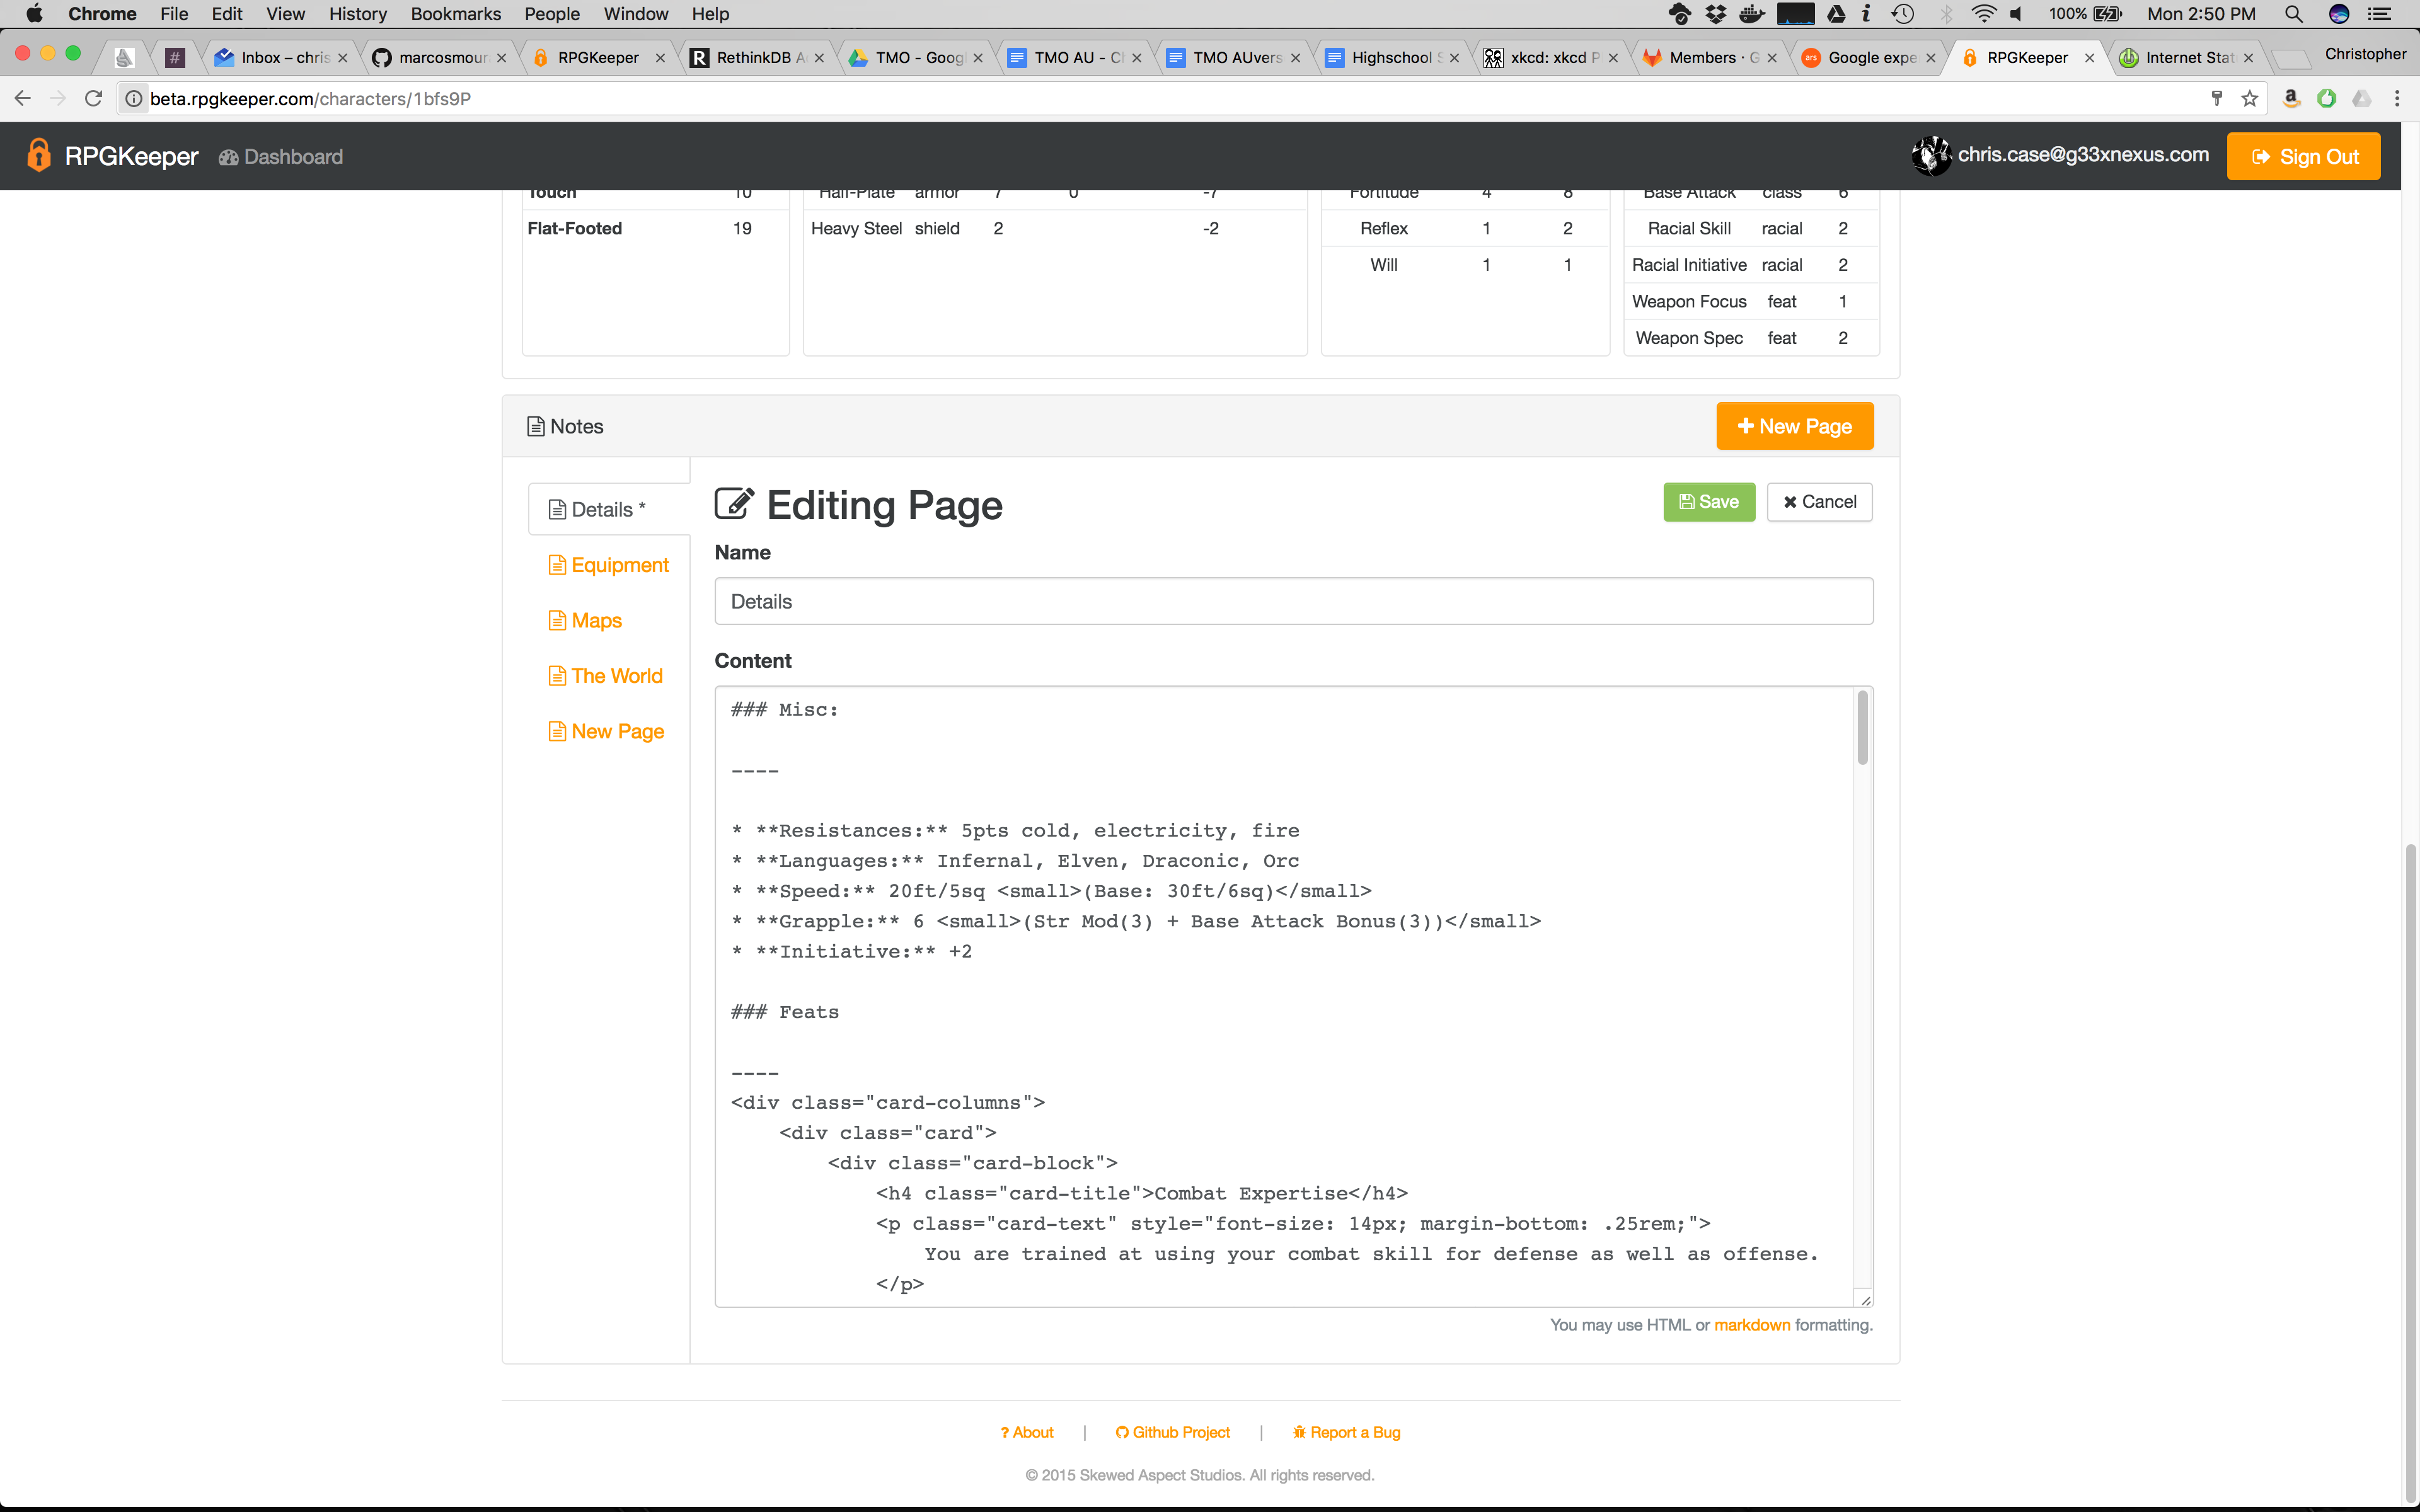 Chrome File Edit View History Bookmarks People Window Help 100% Mon 2:50 PM
Inbox – chris marcosmour RPGKeeper RethinkDB A TMO - Goog TMO AU - Ch TMO AUvers Highschool S xkcd: xkcd P Members · G Google expe RPGKeeper Internet Stat Christopher
beta.rpgkeeper.com/characters/1bfs9P
RPGKeeper Dashboard chris.case@g33xnexus.com Sign Out
Touch 10 Half-Plate armor 7 0 -7 Fortitude 4 8 Base Attack class 6
Flat-Footed 19 Heavy Steel shield 2 -2 Reflex 1 2 Racial Skill racial 2
Will 1 1 Racial Initiative racial 2
Weapon Focus feat 1
Weapon Spec feat 2
Notes + New Page
Details *
Equipment
Maps
The World
New Page
Editing Page Save Cancel
Name
Details
Content
### Misc:
----
* **Resistances:** 5pts cold, electricity, fire
* **Languages:** Infernal, Elven, Draconic, Orc
* **Speed:** 20ft/5sq <small>(Base: 30ft/6sq)</small>
* **Grapple:** 6 <small>(Str Mod(3) + Base Attack Bonus(3))</small>
* **Initiative:** +2
### Feats
----
<div class="card-columns">
<div class="card">
<div class="card-block">
<h4 class="card-title">Combat Expertise</h4>
<p class="card-text" style="font-size: 14px; margin-bottom: .25rem;">
You are trained at using your combat skill for defense as well as offense.
</p>
You may use HTML or markdown formatting.
? About | Github Project | Report a Bug
© 2015 Skewed Aspect Studios. All rights reserved.